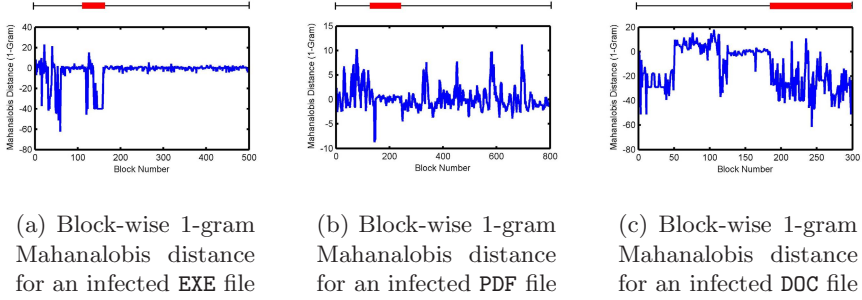 Mahanalobis Distance (1-Gram)
40
20
0
-20
-40
-60
-80
0
100
200
300
400
500
Block Number
Mahanalobis Distance (1-Gram)
15
10
5
0
-5
-10
0
200
400
600
800
Block Number
Mahanalobis Distance (1-Gram)
20
0
-20
-40
-60
-80
0
50
100
150
200
250
300
Block Number
(a) Block-wise 1-gram
Mahanalobis distance
for an infected EXE file
(b) Block-wise 1-gram
Mahanalobis distance
for an infected PDF file
(c) Block-wise 1-gram
Mahanalobis distance
for an infected DOC file